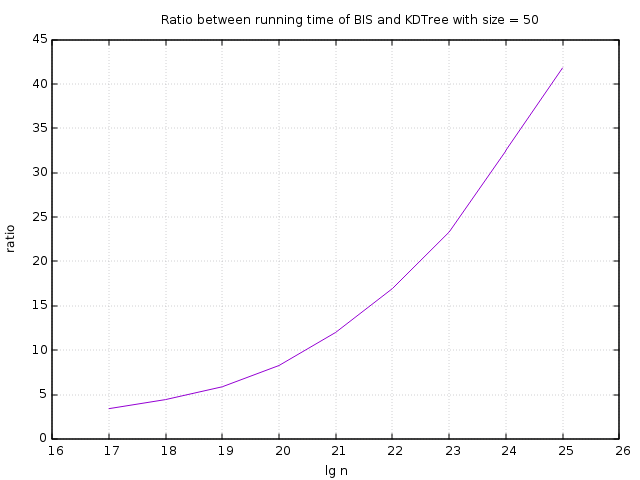 Ratio between running time of BIS and KDTree with size = 50
45
40
35
30
25
20
15
10
5
0
ratio
16 17 18 19 20 21 22 23 24 25 26
lg n